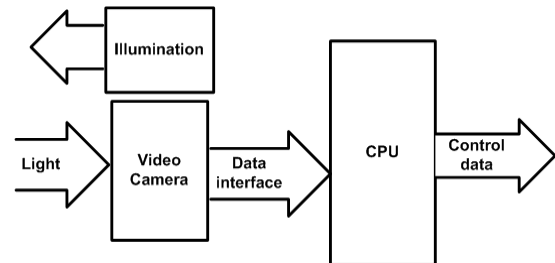 Illumination
Light
Video
Camera
Data
interface
CPU
Control
data